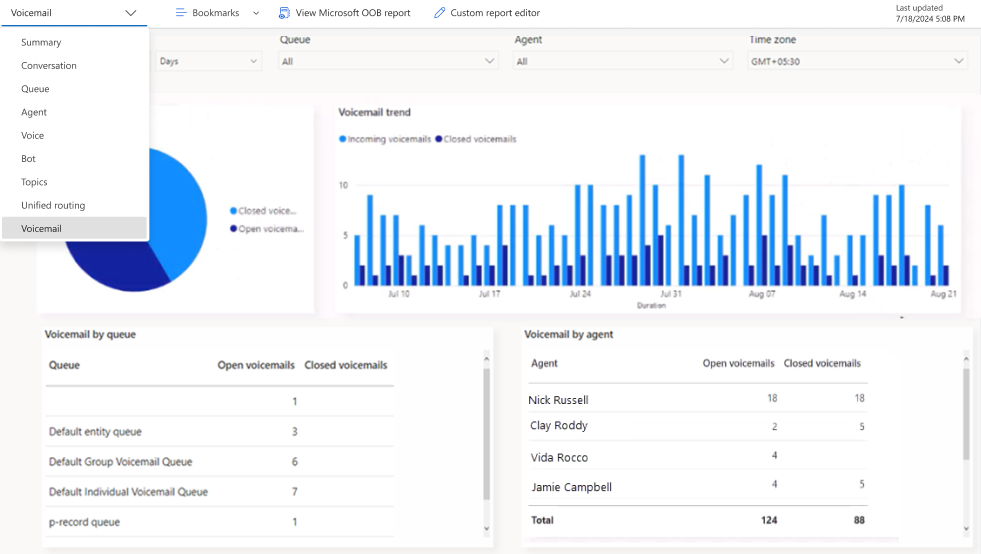 Voicemail
Bookmarks
View Microsoft OOB report
Custom report editor
Last updated
7/18/2024 5:08 PM
Summary
Conversation
Queue
Agent
Voice
Bot
Topics
Unified routing
Voicemail
Days
Queue
All
Agent
All
Time zone
GMT+05:30
Closed voice...
Open voicema...
Voicemail trend
Incoming voicemails Closed voicemails
10
5
0
Jul 10 Jul 17 Jul 24 Jul 31 Aug 07 Aug 14 Aug 21
Duration
Voicemail by queue
Queue Open voicemails Closed voicemails
1
Default entity queue 3
Default Group Voicemail Queue 6
Default Individual Voicemail Queue 7
p-record queue 1
Voicemail by agent
Agent Open voicemails Closed voicemails
Nick Russell 18 18
Clay Roddy 2 5
Vida Rocco 4
Jamie Campbell 4 5
Total 124 88